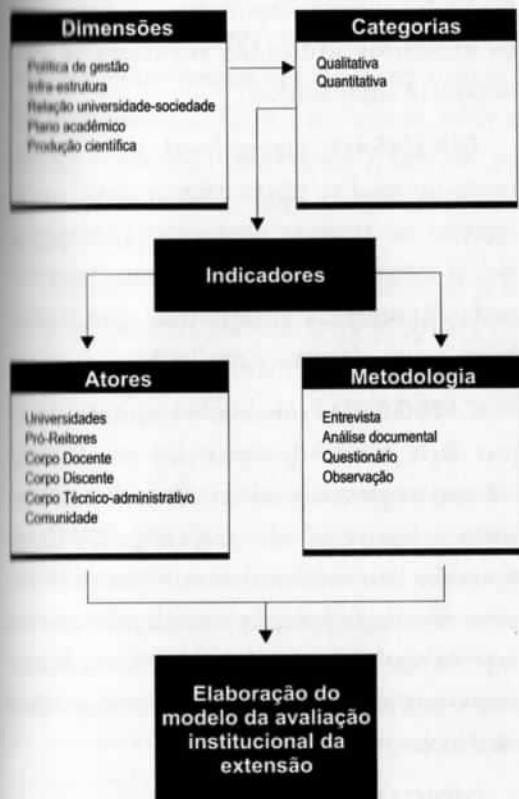 Dimensões
Política de gestão
Infra-estrutura
Relação universidade-sociedade
Plano acadêmico
Produção científica
Categorias
Qualitativa
Quantitativa
Indicadores
Atores
Universidades
Pró-Reitores
Corpo Docente
Corpo Discente
Corpo Técnico-administrativo
Comunidade
Metodologia
Entrevista
Análise documental
Questionário
Observação
Elaboração do
modelo da avaliação
institucional da
extensão